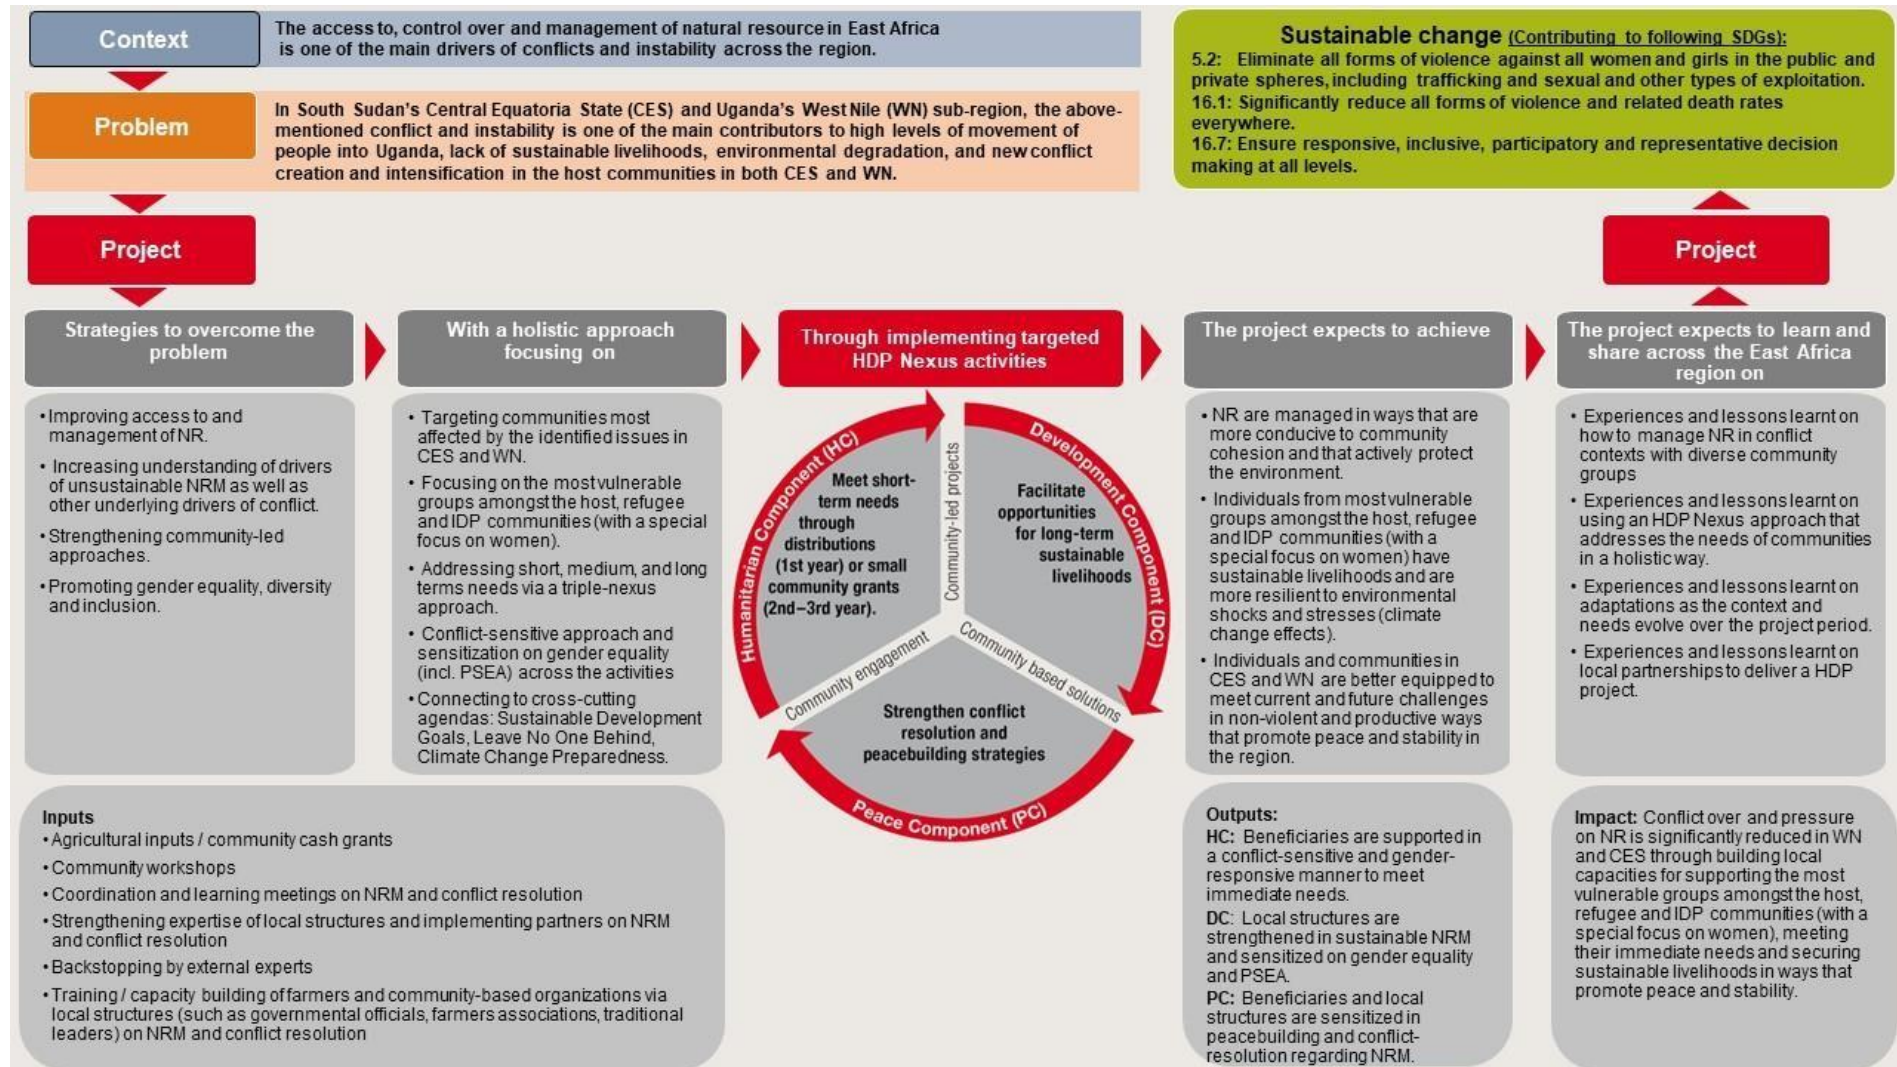 Context
The access to, control over and management of natural resource in East Africa
is one of the main drivers of conflicts and instability across the region.
Problem
In South Sudan's Central Equatoria State (CES) and Uganda's West Nile (WN) sub-region, the above-
mentioned conflict and instability is one of the main contributors to high levels of movement of
people into Uganda, lack of sustainable livelihoods, environmental degradation, and new conflict
creation and intensification in the host communities in both CES and WN.
Sustainable change (Contributing to following SDGs):
5.2: Eliminate all forms of violence against all women and girls in the public and
private spheres, including trafficking and sexual and other types of exploitation.
16.1: Significantly reduce all forms of violence and related death rates
everywhere.
16.7: Ensure responsive, inclusive, participatory and representative decision
making at all levels.
Project
Project
Strategies to overcome the
problem
• Improving access to and
management of NR.
• Increasing understanding of drivers
of unsustainable NRM as well as
other underlying drivers of conflict.
• Strengthening community-led
approaches.
• Promoting gender equality, diversity
and inclusion.
With a holistic approach
focusing on
• Targeting communities most
affected by the identified issues in
CES and WN.
• Focusing on the most vulnerable
groups amongst the host, refugee
and IDP communities (with a special
focus on women).
• Addressing short, medium, and long
terms needs via a triple-nexus
approach.
• Conflict-sensitive approach and
sensitization on gender equality
(incl. PSEA) across the activities
• Connecting to cross-cutting
agendas: Sustainable Development
Goals, Leave No One Behind,
Climate Change Preparedness.
Through implementing targeted
HDP Nexus activities
Humanitarian Component (HC)
Meet short-
term needs
through
distributions
(1st year) or small
community grants
(2nd–3rd year).
Community-led projects
Development Component (DC)
Facilitate
opportunities
for long-term
sustainable
livelihoods
Community engagement
Community based solutions
Strengthen conflict
resolution and
peacebuilding strategies
Peace Component (PC)
The project expects to achieve
• NR are managed in ways that are
more conducive to community
cohesion and that actively protect
the environment.
• Individuals from most vulnerable
groups amongst the host, refugee
and IDP communities (with a
special focus on women) have
sustainable livelihoods and are
more resilient to environmental
shocks and stresses (climate
change effects).
• Individuals and communities in
CES and WN are better equipped to
meet current and future challenges
in non-violent and productive ways
that promote peace and stability in
the region.
The project expects to learn and
share across the East Africa
region on
• Experiences and lessons learnt on
how to manage NR in conflict
contexts with diverse community
groups
• Experiences and lessons learnt on
using an HDP Nexus approach that
addresses the needs of communities
in a holistic way.
• Experiences and lessons learnt on
adaptations as the context and
needs evolve over the project period.
• Experiences and lessons learnt on
local partnerships to deliver a HDP
project.
Inputs
• Agricultural inputs / community cash grants
• Community workshops
• Coordination and learning meetings on NRM and conflict resolution
• Strengthening expertise of local structures and implementing partners on NRM
and conflict resolution
• Backstopping by external experts
• Training / capacity building of farmers and community-based organizations via
local structures (such as governmental officials, farmers associations, traditional
leaders) on NRM and conflict resolution
Outputs:
HC: Beneficiaries are supported in
a conflict-sensitive and gender-
responsive manner to meet
immediate needs.
DC: Local structures are
strengthened in sustainable NRM
and sensitized on gender equality
and PSEA.
PC: Beneficiaries and local
structures are sensitized in
peacebuilding and conflict-
resolution regarding NRM.
Impact: Conflict over and pressure
on NR is significantly reduced in WN
and CES through building local
capacities for supporting the most
vulnerable groups amongst the host,
refugee and IDP communities (with a
special focus on women), meeting
their immediate needs and securing
sustainable livelihoods in ways that
promote peace and stability.